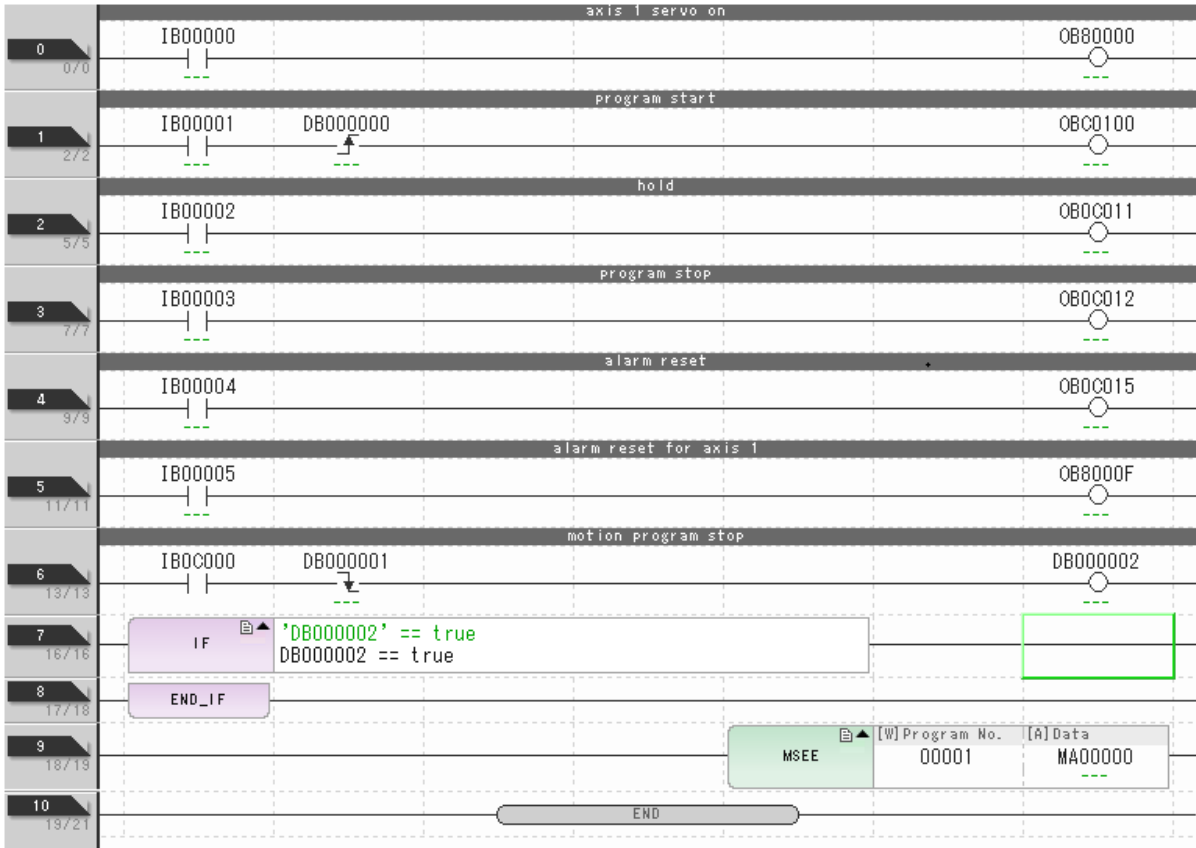 axis 1 servo on
0
0/0
IB00000
OB80000
---
---
program start
1
2/2
IB00001 DB000000
OBC0100
---
---
---
hold
2
5/5
IB00002
OB0C011
---
---
program stop
3
7/7
IB00003
OB0C012
---
---
alarm reset
4
9/9
IB00004
OB0C015
---
---
alarm reset for axis 1
5
11/11
IB00005
OB8000F
---
---
motion program stop
6
13/13
IB0C000 DB000001
DB000002
---
---
7
16/16
IF
'DB000002' == true
DB000002 == true
8
17/18
END_IF
9
18/19
MSEE
[W]Program No. [A]Data
00001 MA00000
---
10
19/21
END